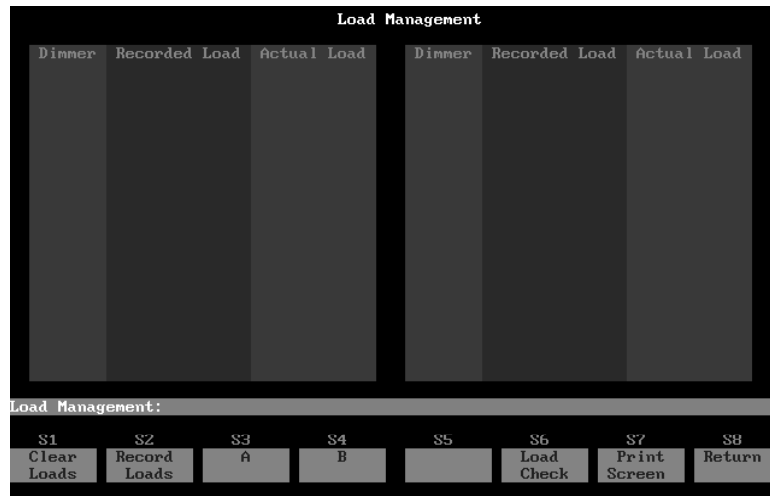 Load Management
Dimmer Recorded Load Actual Load Dimmer Recorded Load Actual Load
Load Management:
S1 S2 S3 S4 S5 S6 S7 S8
Clear Record A B Load Print Return
Loads Loads Check Screen